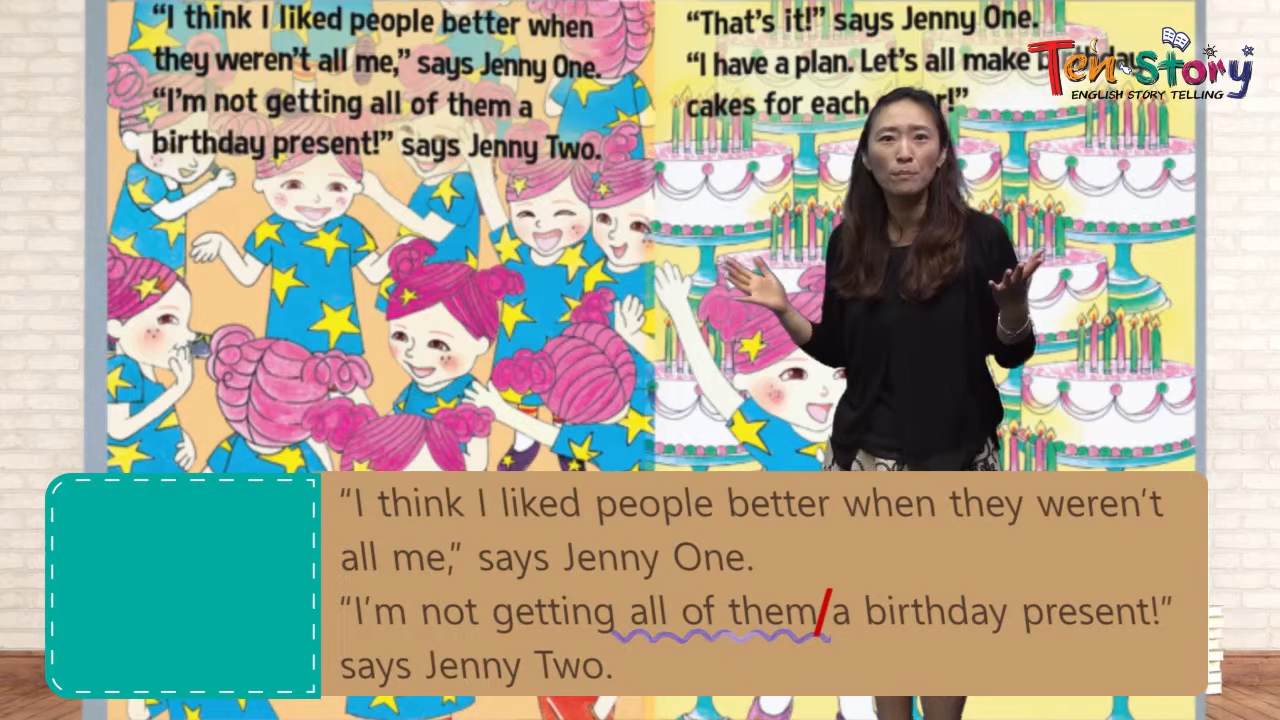 “I think I liked people better when
they weren’t all me,” says Jenny One.
“I’m not getting all of them a
birthday present!” says Jenny Two.
“That’s it!” says Jenny One.
“I have a plan. Let’s all make
cakes for each
Ten Story
ENGLISH STORY TELLING
“I think I liked people better when they weren’t
all me,” says Jenny One.
“I’m not getting all of them/a birthday present!”
says Jenny Two.